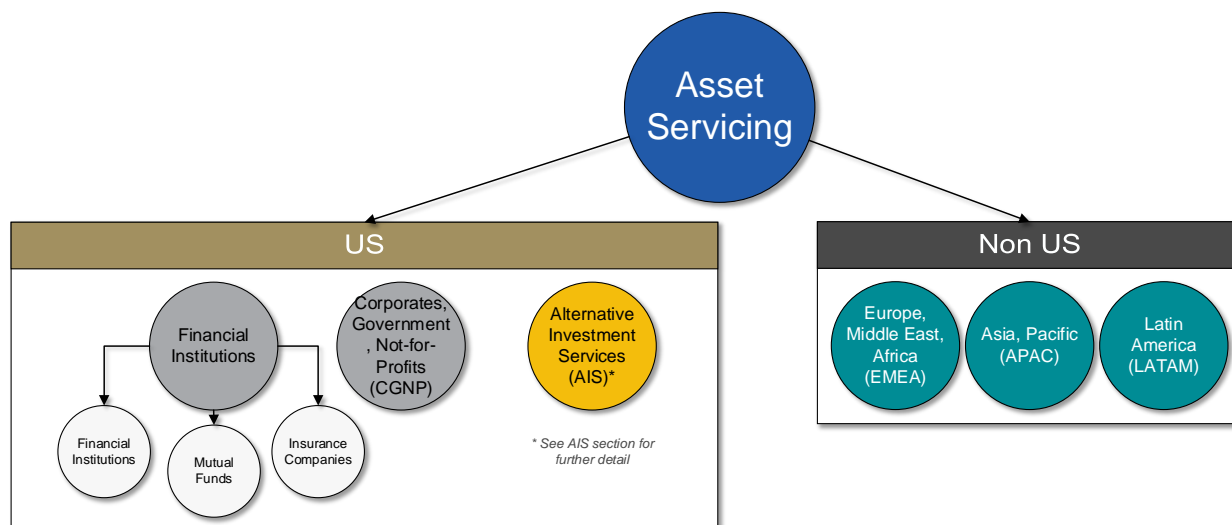 Asset
Servicing
US
Non US
Financial
Institutions
Corporates,
Government
, Not-for-
Profits
(CGNP)
Alternative
Investment
Services
(AIS)*
Europe,
Middle East,
Africa
(EMEA)
Asia, Pacific
(APAC)
Latin
America
(LATAM)
Financial
Institutions
Mutual
Funds
Insurance
Companies
* See AIS section for
further detail